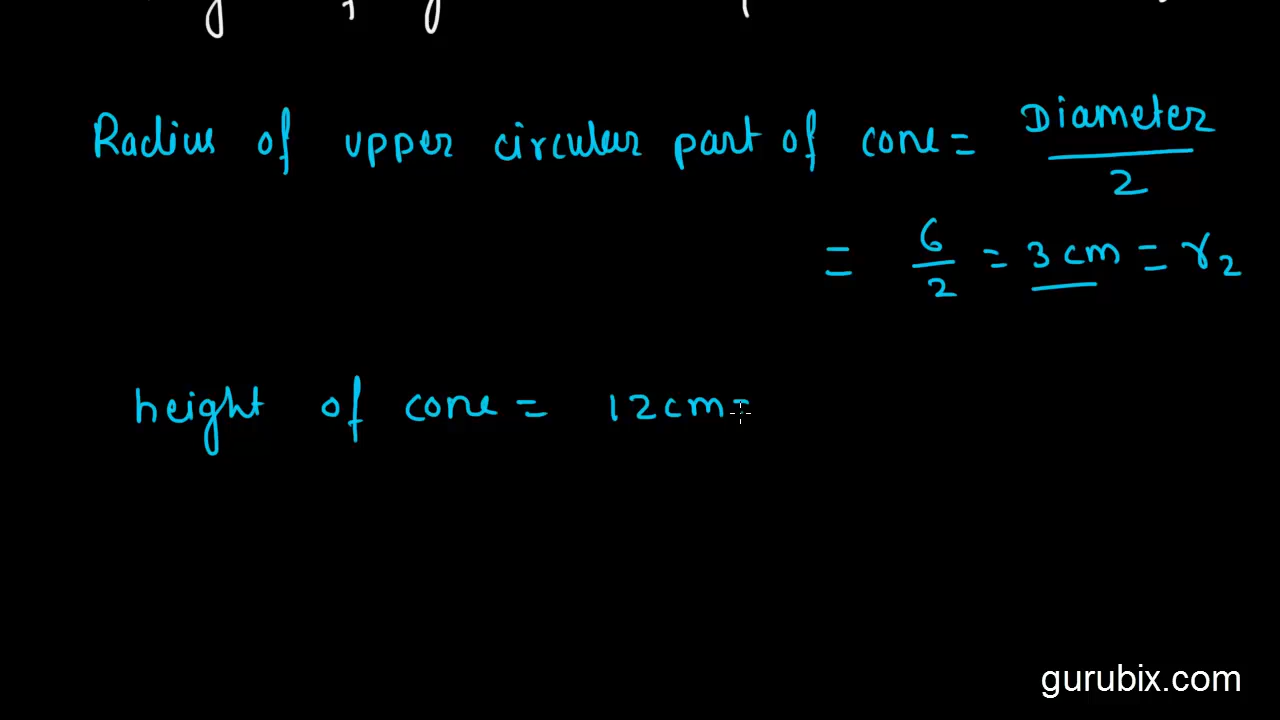 Radius of upper circular part of cone = Diameter / 2
= 6 / 2 = 3 cm = r2
height of cone = 12cm =
gurubix.com